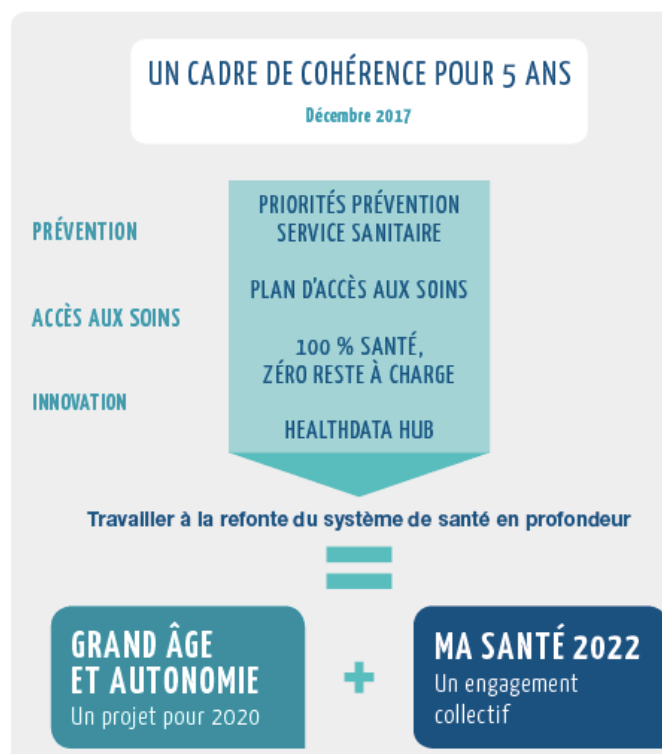 UN CADRE DE COHÉRENCE POUR 5 ANS
Décembre 2017
PRÉVENTION
ACCÈS AUX SOINS
INNOVATION
PRIORITÉS PRÉVENTION
SERVICE SANITAIRE
PLAN D'ACCÈS AUX SOINS
100 % SANTÉ,
ZÉRO RESTE À CHARGE
HEALTHDATA HUB
Travailler à la refonte du système de santé en profondeur
=
GRAND ÂGE
ET AUTONOMIE
Un projet pour 2020
+
MA SANTÉ 2022
Un engagement
collectif